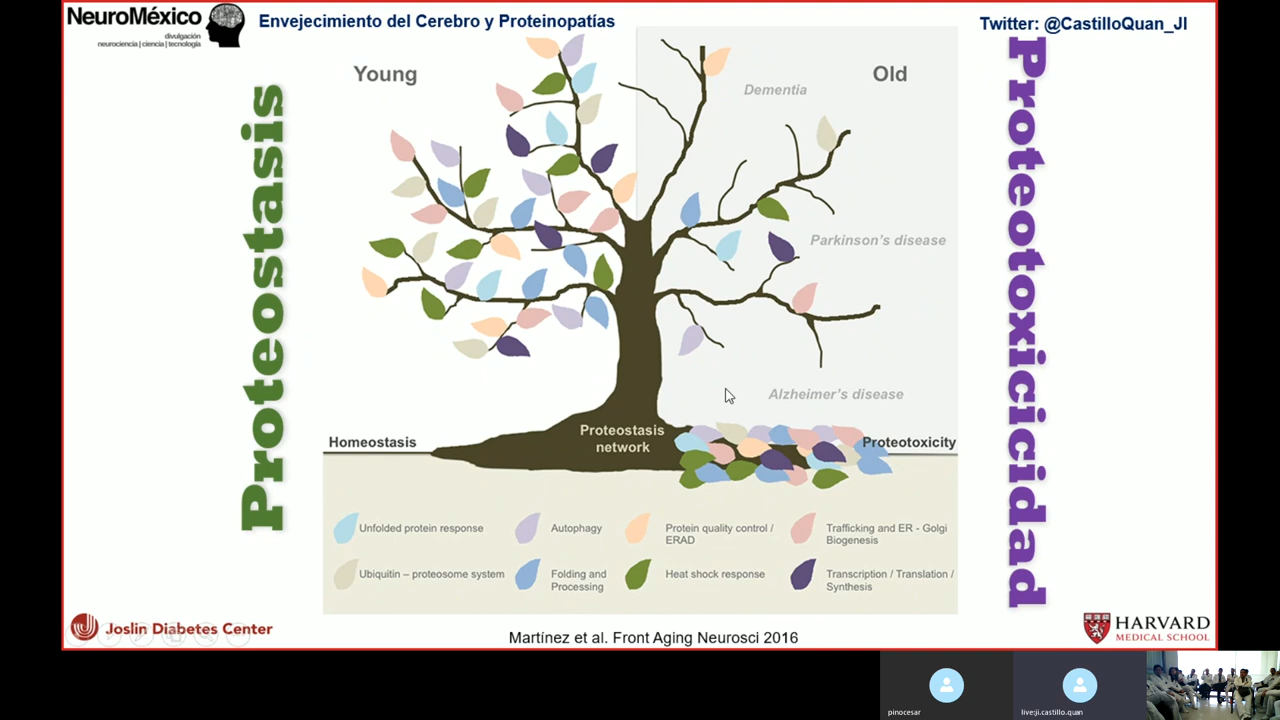 NeuroMéxico
divulgación
neurociencia | ciencia | tecnología
Envejecimiento del Cerebro y Proteinopatías
Twitter: @CastilloQuan_JI
Proteostasis
Young
Old
Dementia
Parkinson's disease
Alzheimer's disease
Homeostasis
Proteostasis
network
Proteotoxicity
Proteotoxicidad
Unfolded protein response
Autophagy
Protein quality control /
ERAD
Trafficking and ER - Golgi
Biogenesis
Ubiquitin – proteosome system
Folding and
Processing
Heat shock response
Transcription / Translation /
Synthesis
Joslin Diabetes Center
Martínez et al. Front Aging Neurosci 2016
HARVARD
MEDICAL SCHOOL
pinocesar
live:ji.castillo.quan